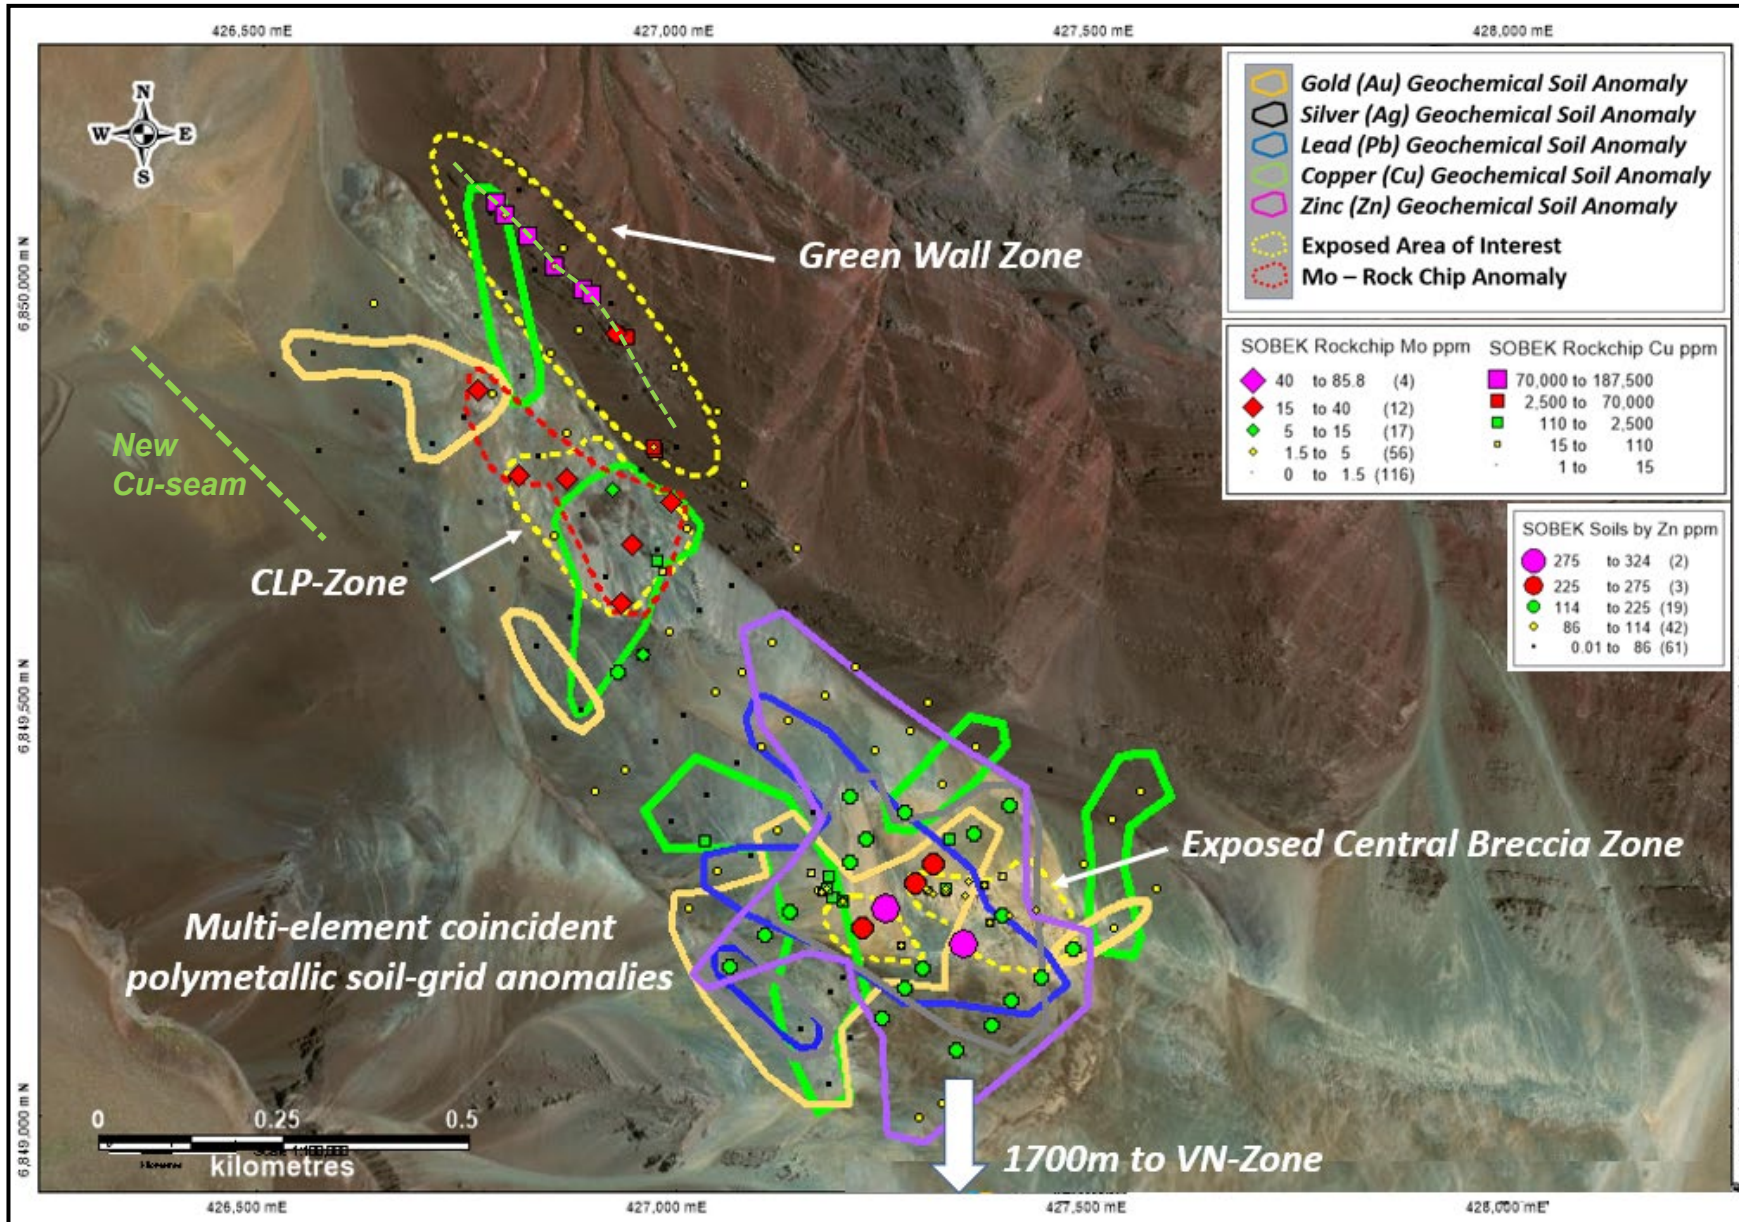 426,500 mE
427,000 mE
427,500 mE
428,000 mE
N
W
E
S
6,850,000 m N
6,849,500 m N
6,849,000 m N
Gold (Au) Geochemical Soil Anomaly
Silver (Ag) Geochemical Soil Anomaly
Lead (Pb) Geochemical Soil Anomaly
Copper (Cu) Geochemical Soil Anomaly
Zinc (Zn) Geochemical Soil Anomaly
Exposed Area of Interest
Mo – Rock Chip Anomaly
SOBEK Rockchip Mo ppm
40 to 85.8 (4)
15 to 40 (12)
5 to 15 (17)
1.5 to 5 (56)
0 to 1.5 (116)
SOBEK Rockchip Cu ppm
70,000 to 187,500
2,500 to 70,000
110 to 2,500
15 to 110
1 to 15
SOBEK Soils by Zn ppm
275 to 324 (2)
225 to 275 (3)
114 to 225 (19)
86 to 114 (42)
0.01 to 86 (61)
Green Wall Zone
New
Cu-seam
CLP-Zone
Exposed Central Breccia Zone
Multi-element coincident
polymetallic soil-grid anomalies
0 0.25 0.5
kilometres
1700m to VN-Zone
426,500 mE
427,000 mE
427,500 mE
428,000 mE